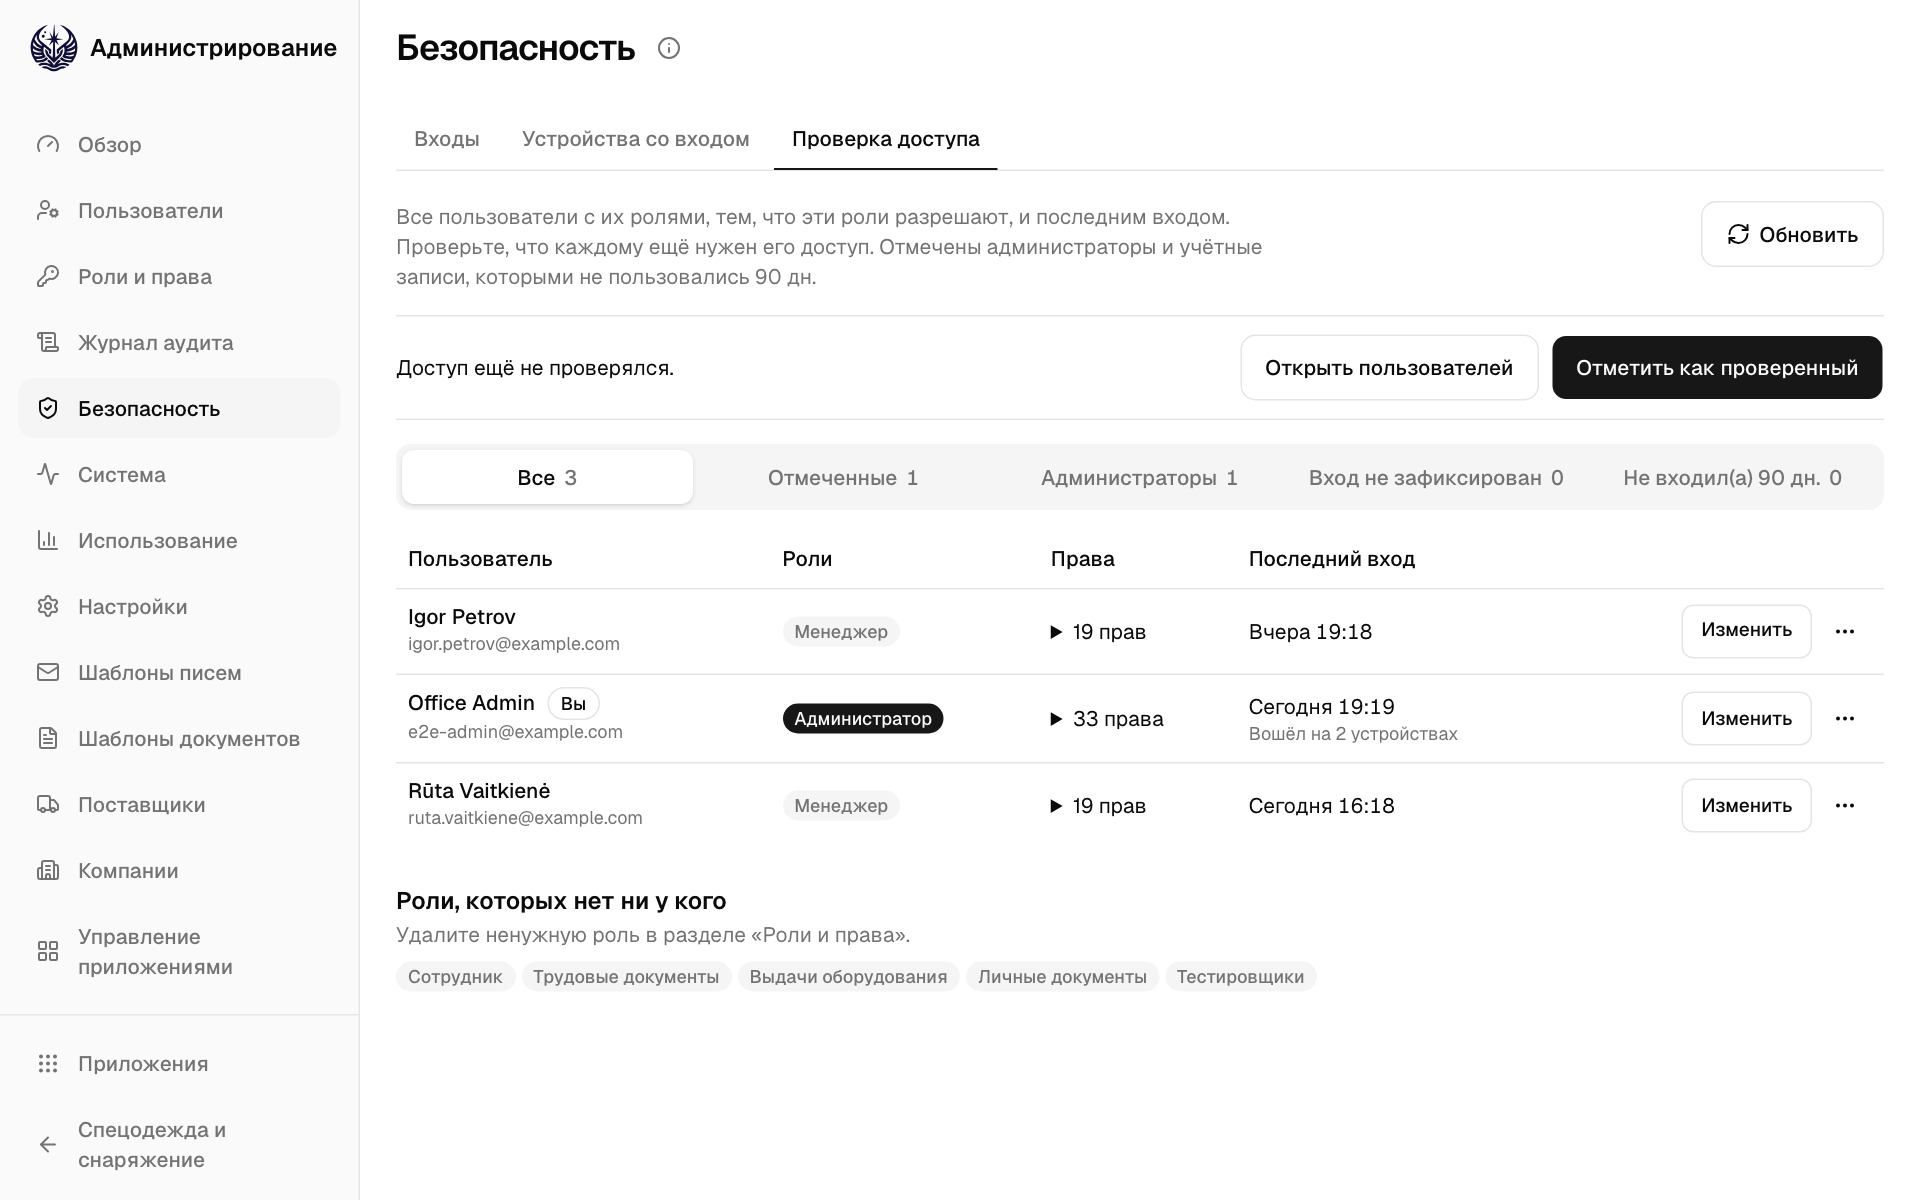 Администрирование
Обзор
Пользователи
Роли и права
Журнал аудита
Безопасность
Система
Использование
Настройки
Шаблоны писем
Шаблоны документов
Поставщики
Компании
Управление
приложениями
Приложения
Спецодежда и
снаряжение
Безопасность
Входы Устройства со входом Проверка доступа
Все пользователи с их ролями, тем, что эти роли разрешают, и последним входом.
Проверьте, что каждому ещё нужен его доступ. Отмечены администраторы и учётные
записи, которыми не пользовались 90 дн.
Обновить
Доступ ещё не проверялся.
Открыть пользователей Отметить как проверенный
Все 3 Отмеченные 1 Администраторы 1 Вход не зафиксирован 0 Не входил(а) 90 дн. 0
Пользователь Роли Права Последний вход
Igor Petrov
igor.petrov@example.com
Менеджер 19 прав Вчера 19:18 Изменить
Office Admin Вы
e2e-admin@example.com
Администратор 33 права Сегодня 19:19
Вошёл на 2 устройствах
Изменить
Rūta Vaitkienė
ruta.vaitkiene@example.com
Менеджер 19 прав Сегодня 16:18 Изменить
Роли, которых нет ни у кого
Удалите ненужную роль в разделе «Роли и права».
Сотрудник Трудовые документы Выдачи оборудования Личные документы Тестировщики